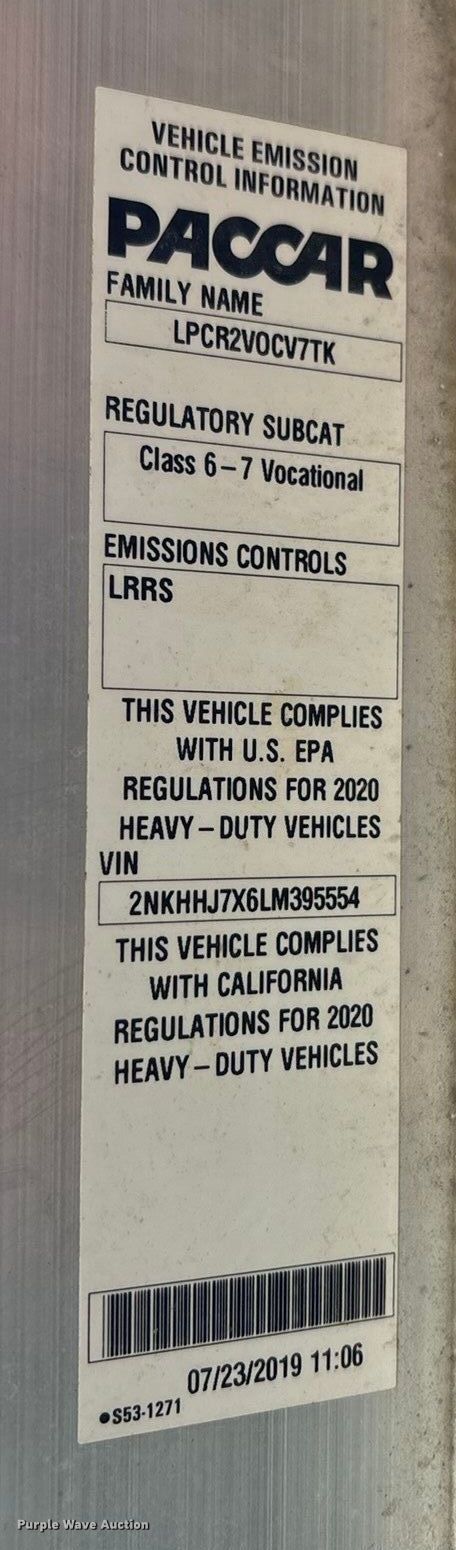 VEHICLE EMISSION
CONTROL INFORMATION
PACCAR
FAMILY NAME
LPCR2VOCV7TK
REGULATORY SUBCAT
Class 6-7 Vocational
EMISSIONS CONTROLS
LRRS
THIS VEHICLE COMPLIES
WITH U.S. EPA
REGULATIONS FOR 2020
HEAVY-DUTY VEHICLES
VIN
2NKHHJ7X6LM395554
THIS VEHICLE COMPLIES
WITH CALIFORNIA
REGULATIONS FOR 2020
HEAVY-DUTY VEHICLES
07/23/2019 11:06
●S53-1271
Purple Wave Auction